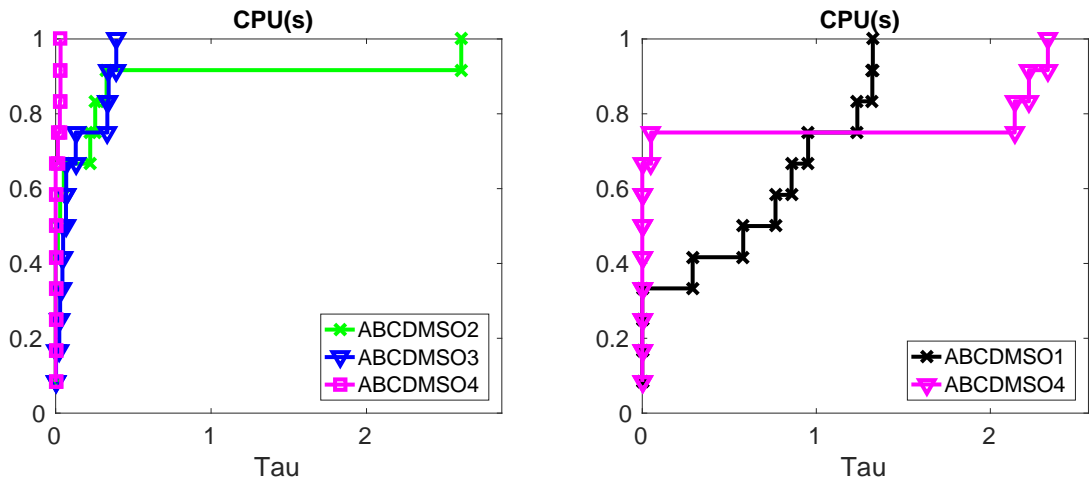 CPU(s)
1
0.8
0.6
0.4
0.2
0
0
1
2
Tau
ABCDMSO2
ABCDMSO3
ABCDMSO4
CPU(s)
1
0.8
0.6
0.4
0.2
0
0
1
2
Tau
ABCDMSO1
ABCDMSO4